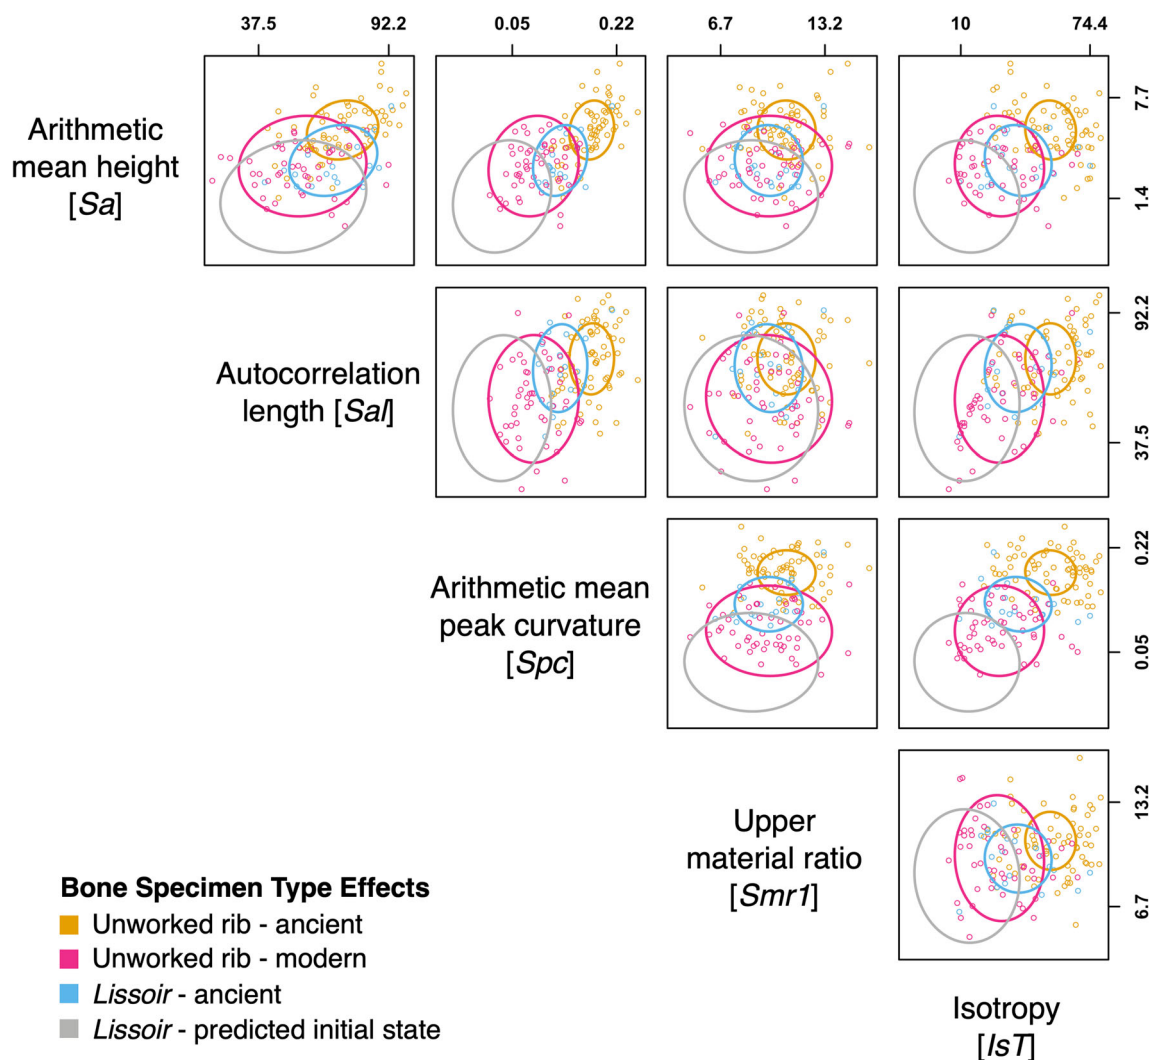 37.5 92.2 0.05 0.22 6.7 13.2 10 74.4
Arithmetic
mean height
[Sa]
7.7
1.4
Autocorrelation
length [Sal]
92.2
37.5
Arithmetic mean
peak curvature
[Spc]
0.22
0.05
Upper
material ratio
[Smr1]
13.2
6.7
Isotropy
[IsT]
Bone Specimen Type Effects
Unworked rib - ancient
Unworked rib - modern
Lissoir - ancient
Lissoir - predicted initial state